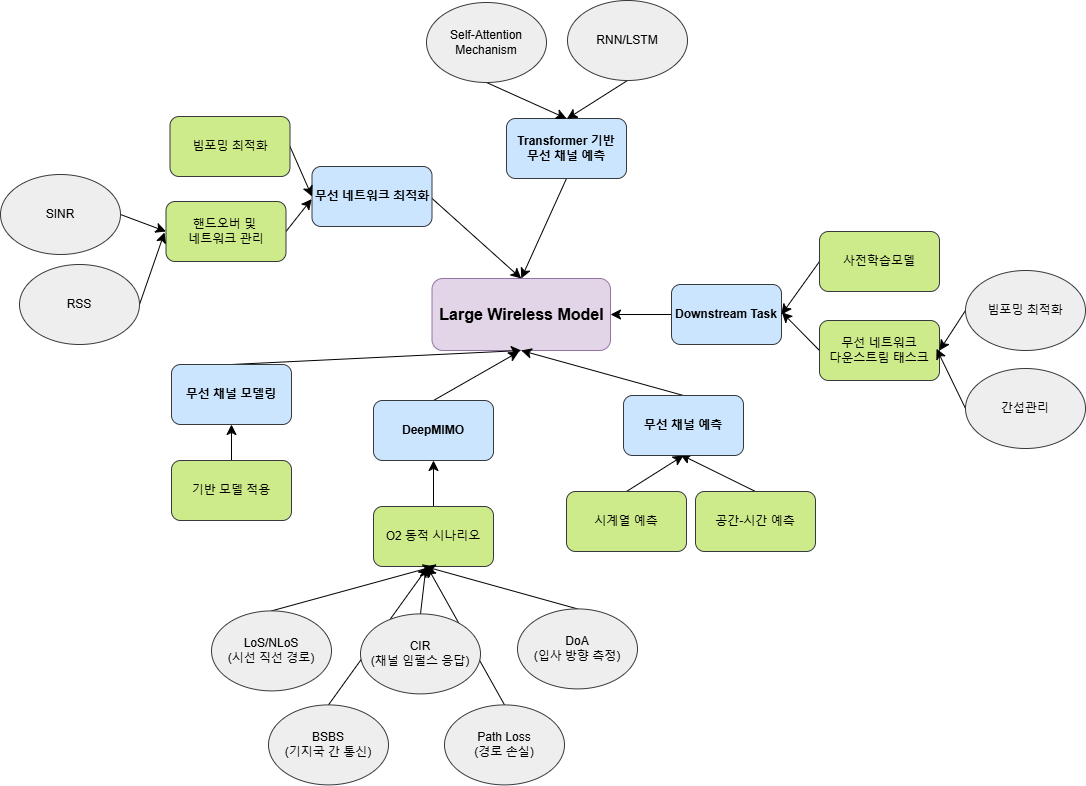 Self-Attention
Mechanism
RNN/LSTM
Transformer 기반
무선 채널 예측
빔포밍 최적화
무선 네트워크 최적화
SINR
핸드오버 및
네트워크 관리
RSS
Large Wireless Model
Downstream Task
사전학습모델
무선 네트워크
다운스트림 태스크
빔포밍 최적화
간섭관리
무선 채널 모델링
기반 모델 적용
DeepMIMO
O2 동적 시나리오
무선 채널 예측
시계열 예측
공간-시간 예측
LoS/NLoS
(시선 직선 경로)
CIR
(채널 임펄스 응답)
DoA
(입사 방향 측정)
BSBS
(기지국 간 통신)
Path Loss
(경로 손실)